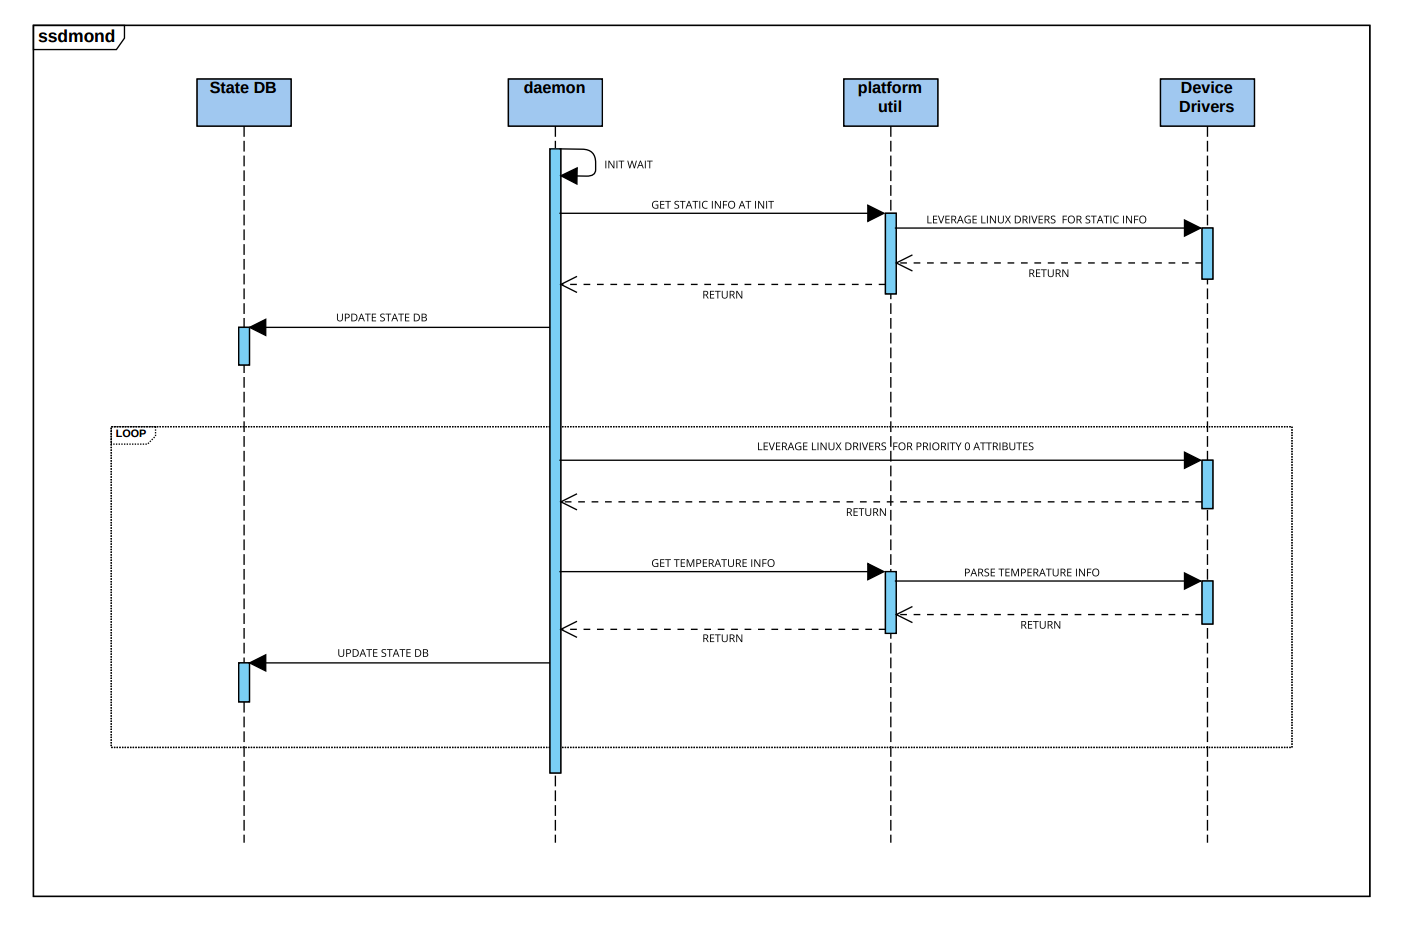 ssdmond
State DB
daemon
platform
util
Device
Drivers
INIT WAIT
GET STATIC INFO AT INIT
LEVERAGE LINUX DRIVERS  FOR STATIC INFO
RETURN
RETURN
UPDATE STATE DB
LOOP
LEVERAGE LINUX DRIVERS  FOR PRIORITY 0 ATTRIBUTES
RETURN
GET TEMPERATURE INFO
PARSE TEMPERATURE INFO
RETURN
RETURN
UPDATE STATE DB